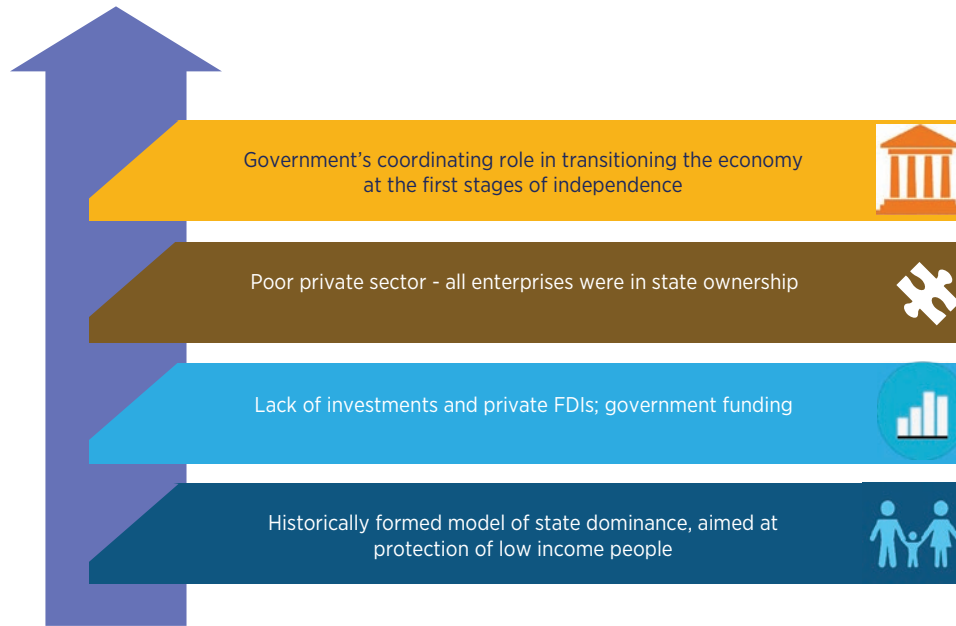 Government’s coordinating role in transitioning the economy
at the first stages of independence
Poor private sector - all enterprises were in state ownership
Lack of investments and private FDIs; government funding
Historically formed model of state dominance, aimed at
protection of low income people